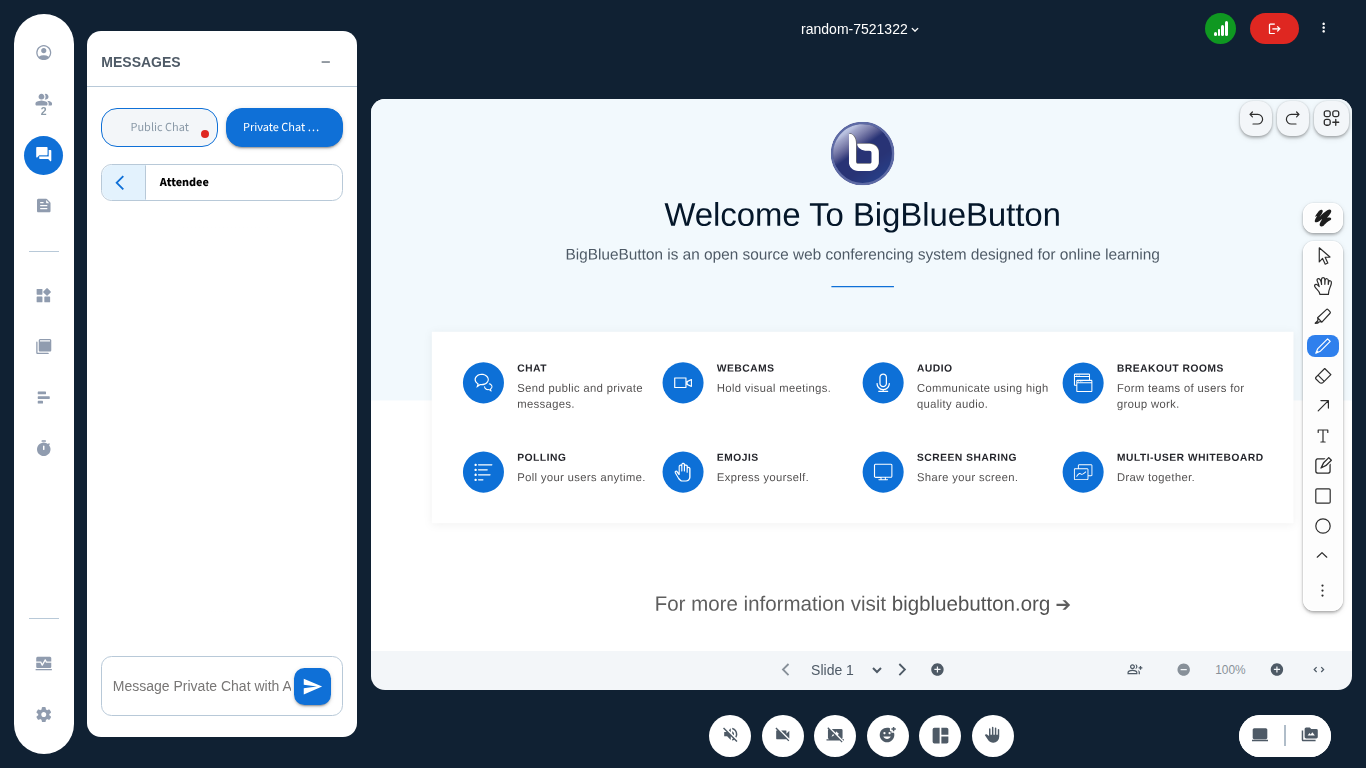 random-7521322
MESSAGES
2
Public Chat
Private Chat ...
Attendee
Message Private Chat with A
Welcome To BigBlueButton
BigBlueButton is an open source web conferencing system designed for online learning
CHAT
Send public and private
messages.
WEBCAMS
Hold visual meetings.
AUDIO
Communicate using high
quality audio.
BREAKOUT ROOMS
Form teams of users for
group work.
POLLING
Poll your users anytime.
EMOJIS
Express yourself.
SCREEN SHARING
Share your screen.
MULTI-USER WHITEBOARD
Draw together.
For more information visit bigbluebutton.org ➔
Slide 1
100%